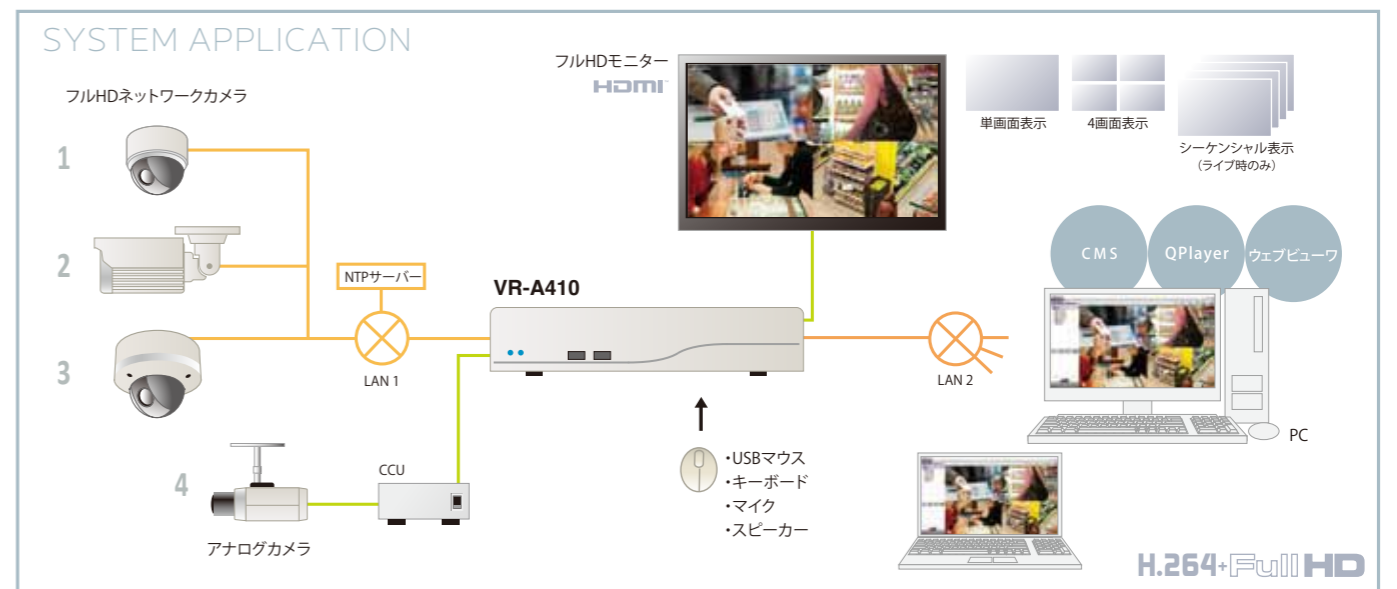 SYSTEM APPLICATION
フルHDネットワークカメラ
1
2
3
4
アナログカメラ
CCU
NTPサーバー
LAN 1
VR-A410
フルHDモニター
HDMI
単画面表示
4画面表示
シーケンシャル表示
(ライブ時のみ)
CMS
QPlayer
ウェブビューワ
LAN 2
PC
・USBマウス
・キーボード
・マイク
・スピーカー
H.264+Full HD